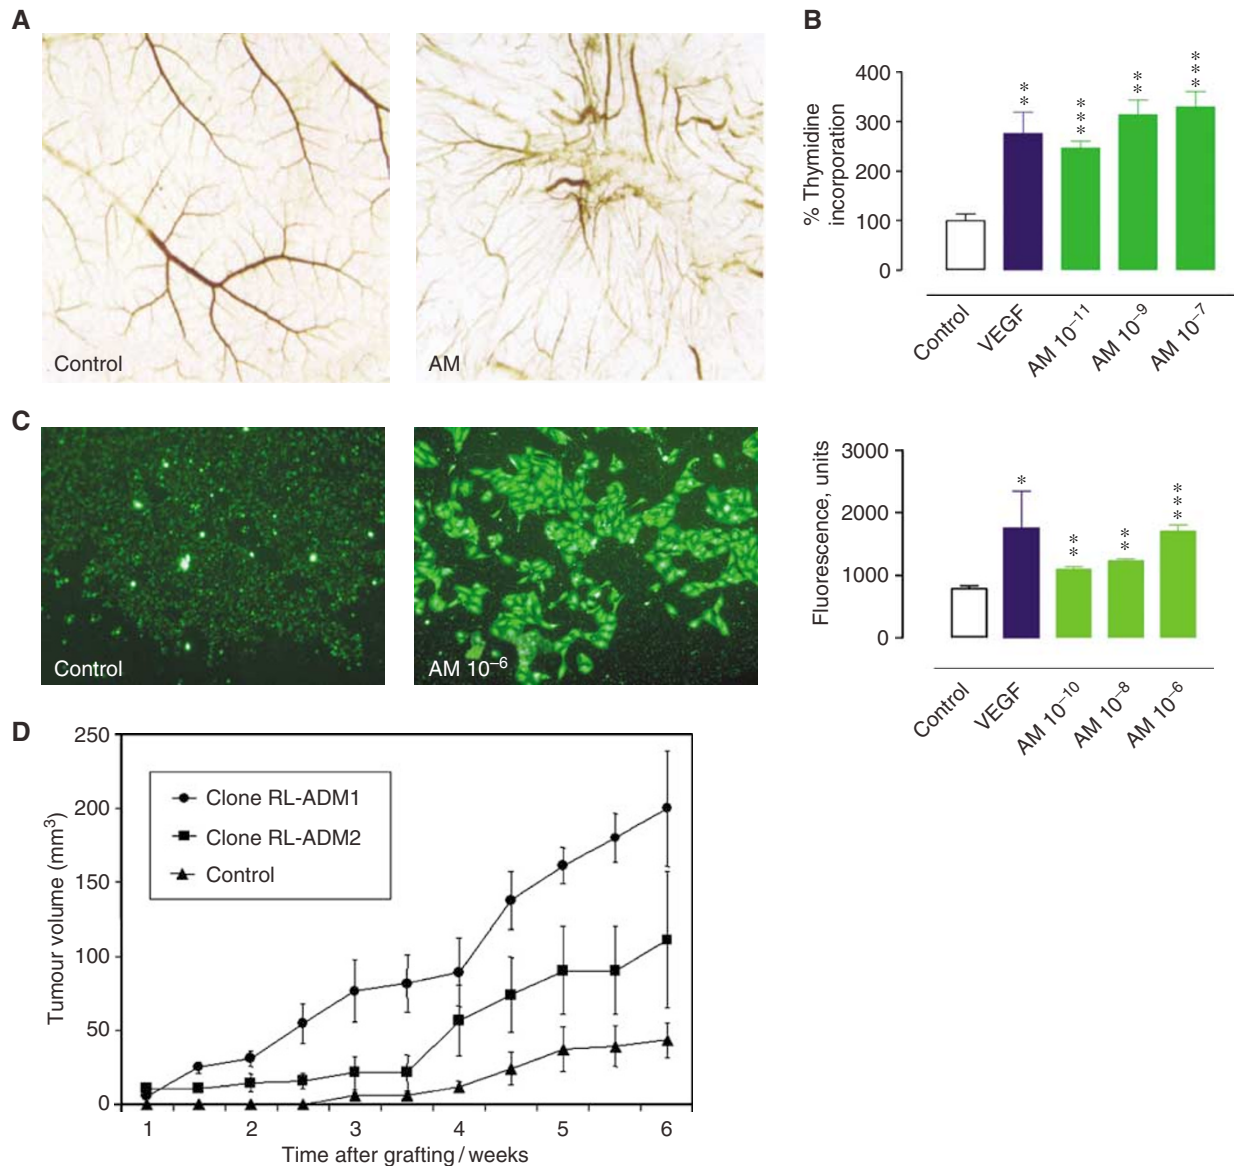 A
Control
AM
B
% Thymidine
incorporation
400
300
200
100
0
**
***
**
***
Control
VEGF
AM 10⁻¹¹
AM 10⁻⁹
AM 10⁻⁷
C
Control
AM 10⁻⁶
Fluorescence, units
3000
2000
1000
0
*
**
**
***
Control
VEGF
AM 10⁻¹⁰
AM 10⁻⁸
AM 10⁻⁶
D
Tumour volume (mm³)
250
200
150
100
50
0
Clone RL-ADM1
Clone RL-ADM2
Control
1 2 3 4 5 6
Time after grafting / weeks